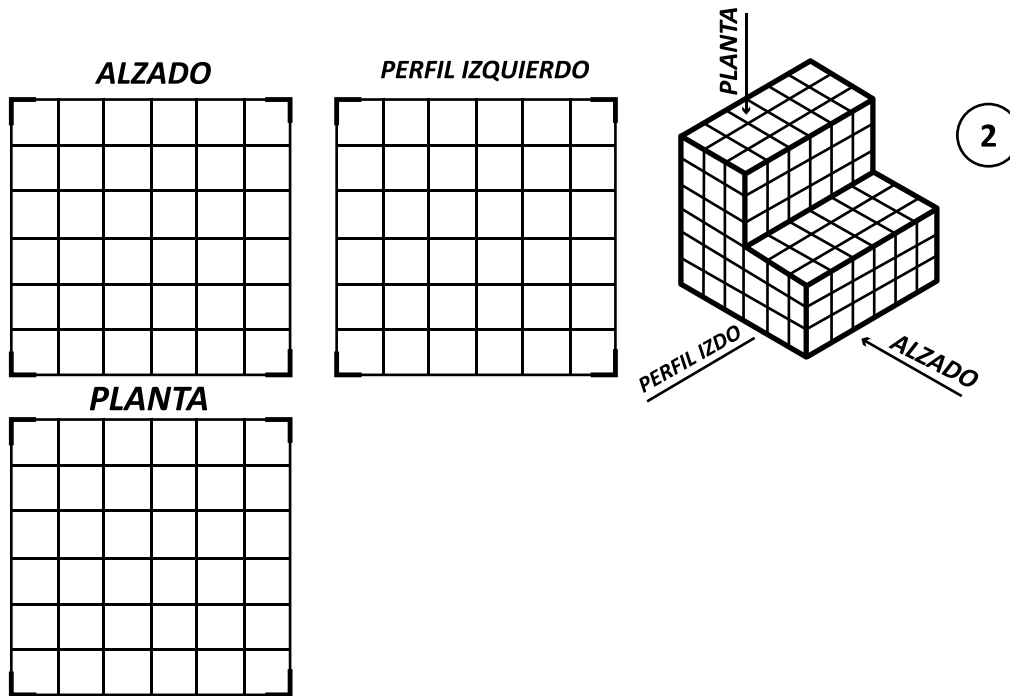 ALZADO
PERFIL IZQUIERDO
PLANTA
2
PERFIL IZDO
ALZADO
PLANTA